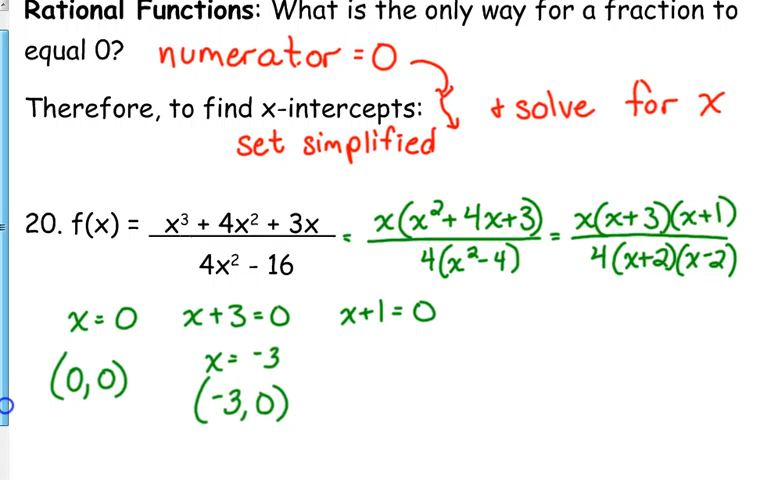 Rational Functions: What is the only way for a fraction to
equal 0? numerator = 0
Therefore, to find x-intercepts: + solve for x
set simplified
20. f(x) = x³ + 4x² + 3x / 4x² - 16 = x(x²+4x+3) / 4(x²-4) = x(x+3)(x+1) / 4(x+2)(x-2)
x = 0 x+3=0 x+1=0
x = -3
(0,0) (-3,0)